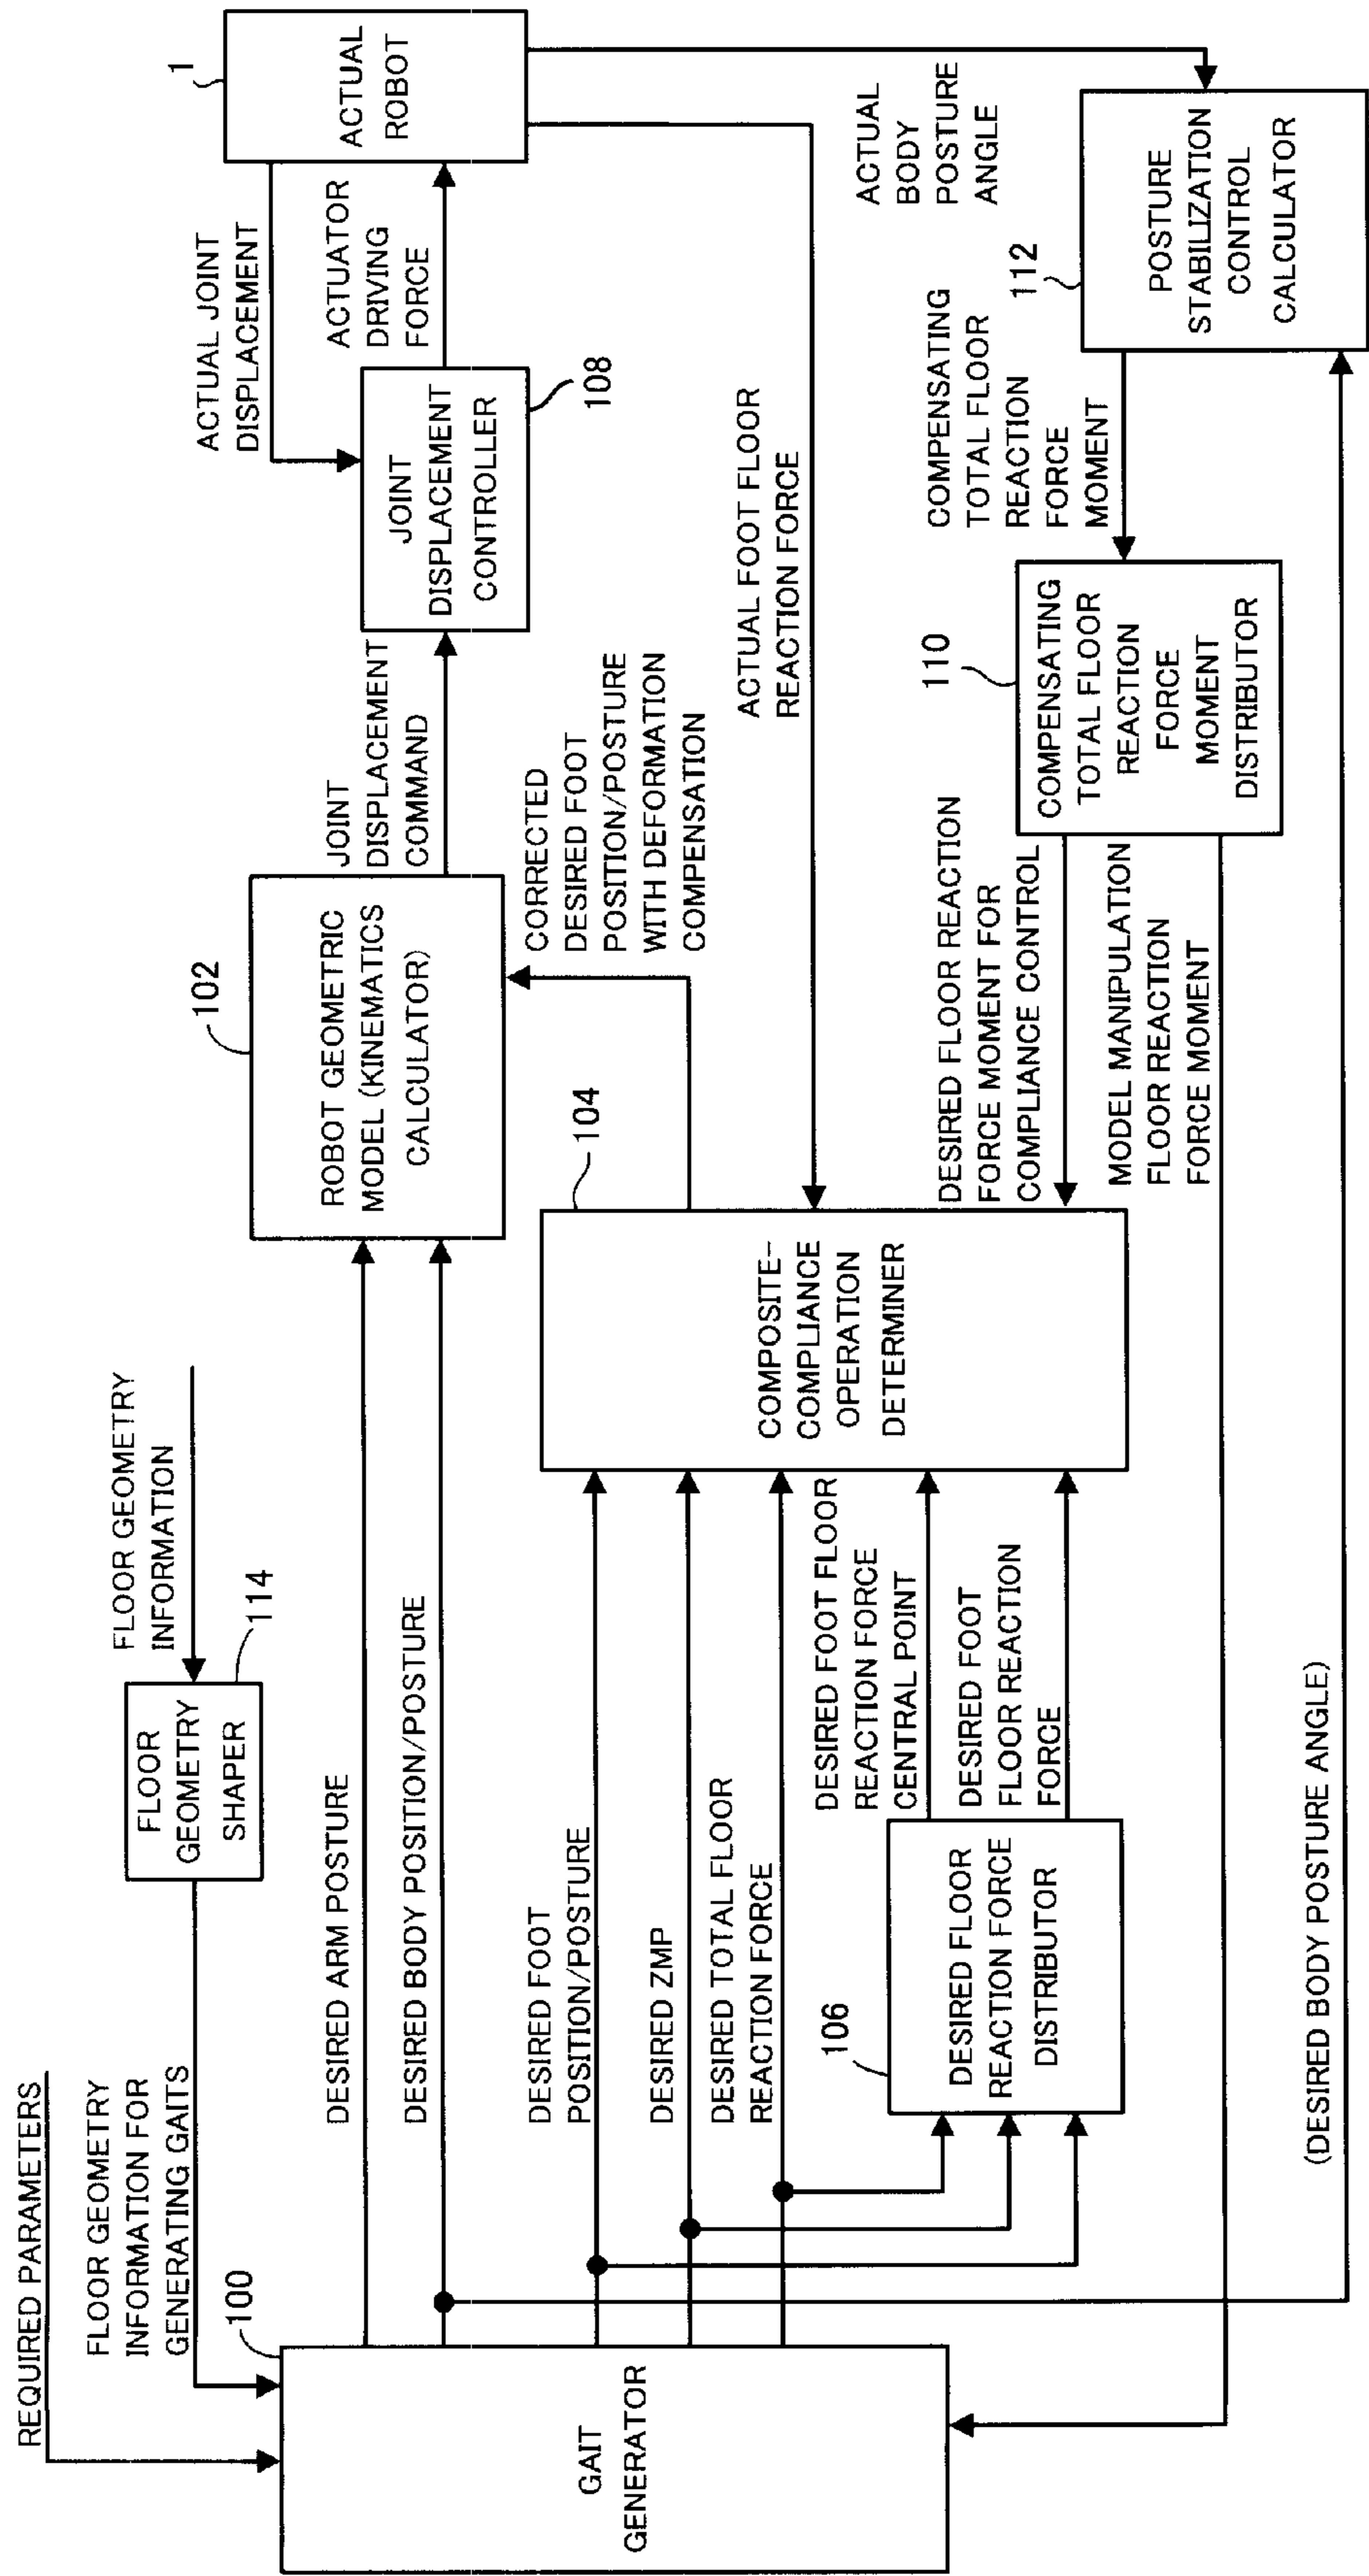 REQUIRED PARAMETERS
FLOOR GEOMETRY
INFORMATION FOR
GENERATING GAITS
100
GAIT
GENERATOR
FLOOR GEOMETRY
INFORMATION
114
FLOOR
GEOMETRY
SHAPER
DESIRED ARM POSTURE
DESIRED BODY POSITION/POSTURE
DESIRED FOOT
POSITION/POSTURE
DESIRED ZMP
DESIRED TOTAL FLOOR
REACTION FORCE
106
DESIRED FLOOR
REACTION FORCE
DISTRIBUTOR
DESIRED FOOT FLOOR
REACTION FORCE
CENTRAL POINT
DESIRED FOOT
FLOOR REACTION
FORCE
(DESIRED BODY POSTURE ANGLE)
102
ROBOT GEOMETRIC
MODEL (KINEMATICS
CALCULATOR)
104
COMPOSITE-
COMPLIANCE
OPERATION
DETERMINER
JOINT
DISPLACEMENT
COMMAND
CORRECTED
DESIRED FOOT
POSITION/POSTURE
WITH DEFORMATION
COMPENSATION
ACTUAL FOOT FLOOR
REACTION FORCE
DESIRED FLOOR REACTION
FORCE MOMENT FOR
COMPLIANCE CONTROL
MODEL MANIPULATION
FLOOR REACTION
FORCE MOMENT
ACTUAL JOINT
DISPLACEMENT
JOINT
DISPLACEMENT
CONTROLLER
108
ACTUATOR
DRIVING
FORCE
1
ACTUAL
ROBOT
110
COMPENSATING
TOTAL FLOOR
REACTION
FORCE
MOMENT
DISTRIBUTOR
COMPENSATING
TOTAL FLOOR
REACTION
FORCE
MOMENT
ACTUAL
BODY
POSTURE
ANGLE
112
POSTURE
STABILIZATION
CONTROL
CALCULATOR